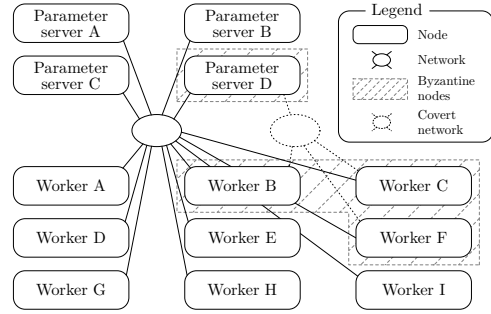 Parameter
server A
Parameter
server B
Legend
Node
Network
Byzantine
nodes
Covert
network
Parameter
server C
Parameter
server D
Worker A
Worker B
Worker C
Worker D
Worker E
Worker F
Worker G
Worker H
Worker I